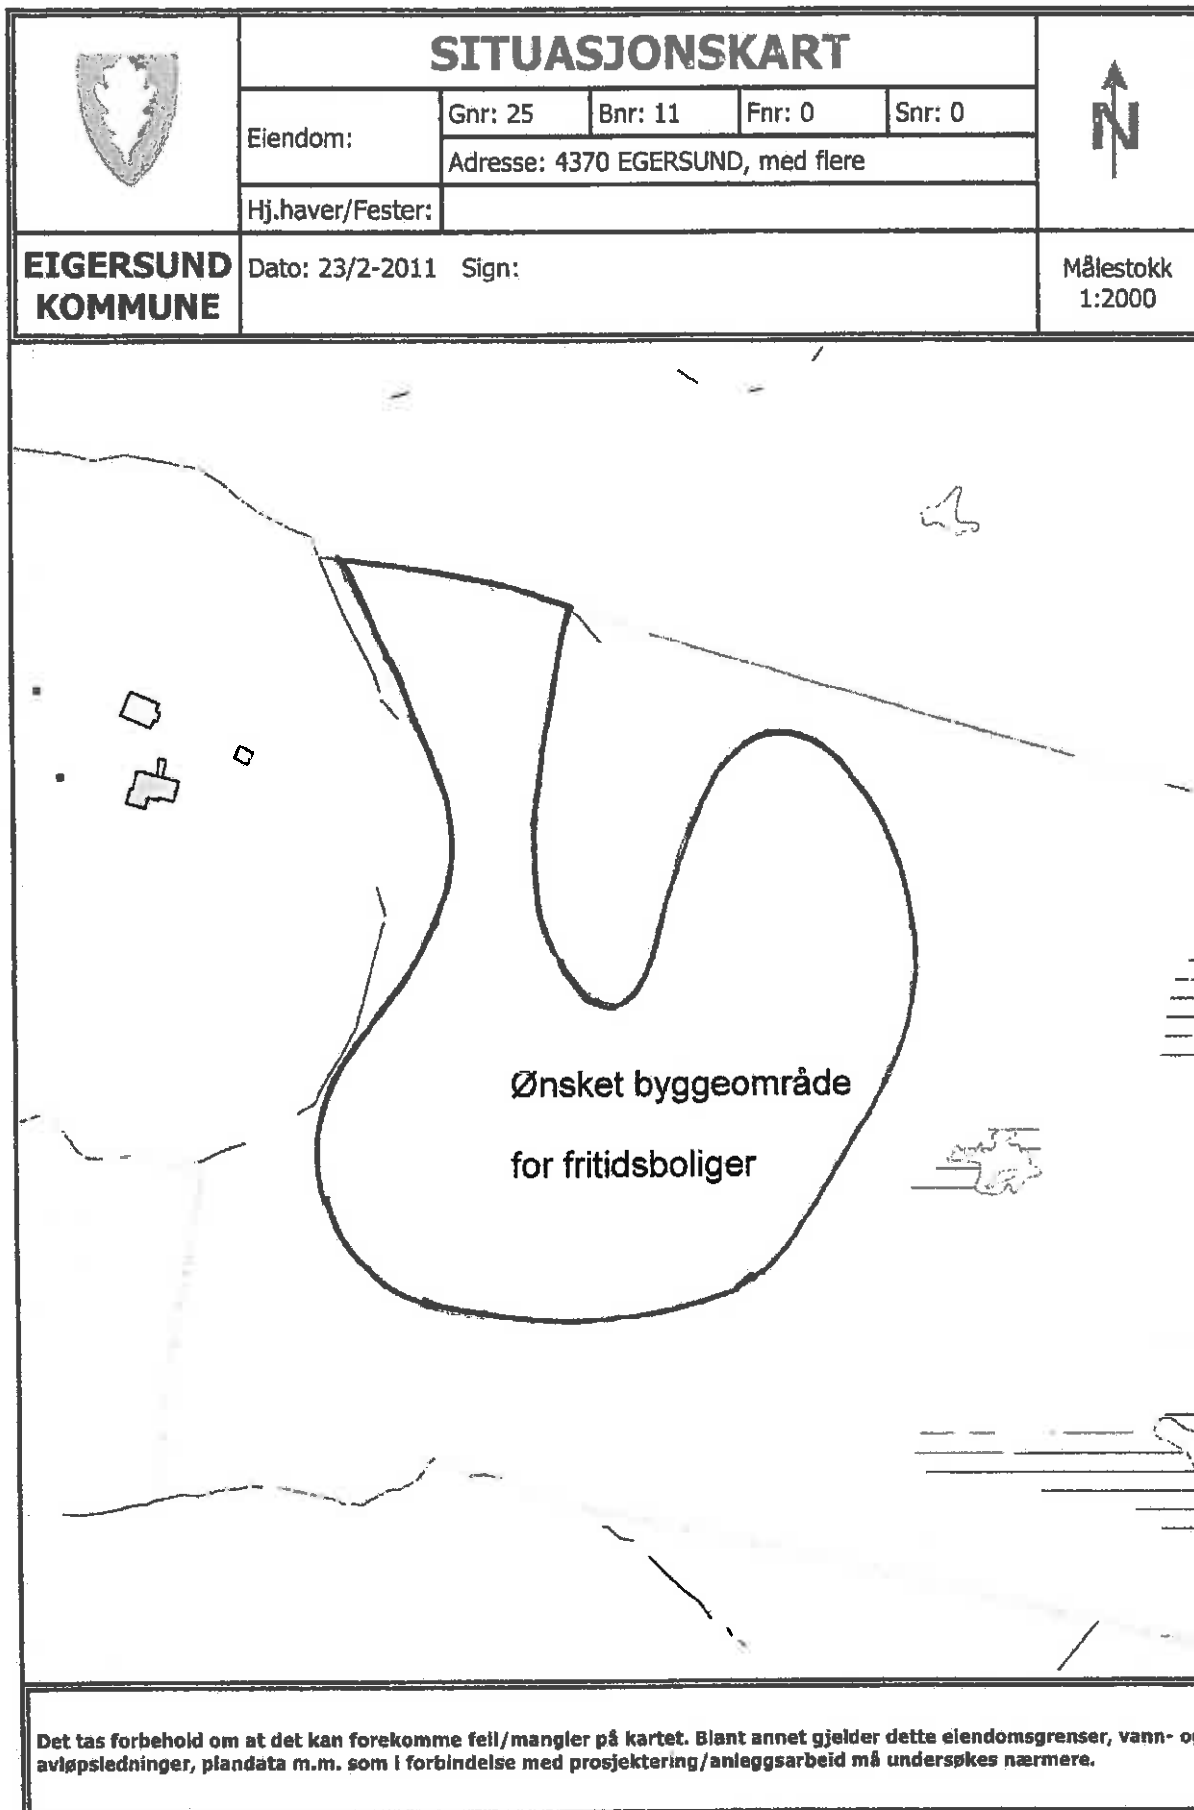 SITUASJONSKART
Eiendom:
Gnr: 25
Bnr: 11
Fnr: 0
Snr: 0
Adresse: 4370 EGERSUND, med flere
Hj.haver/Fester:
N
EIGERSUND
KOMMUNE
Dato: 23/2-2011 Sign:
Målestokk
1:2000
Ønsket byggeområde
for fritidsboliger
Det tas forbehold om at det kan forekomme feil/mangler på kartet. Blant annet gjelder dette eiendomsgrenser, vann- og
avløpsledninger, plandata m.m. som i forbindelse med prosjektering/anleggsarbeid må undersøkes nærmere.